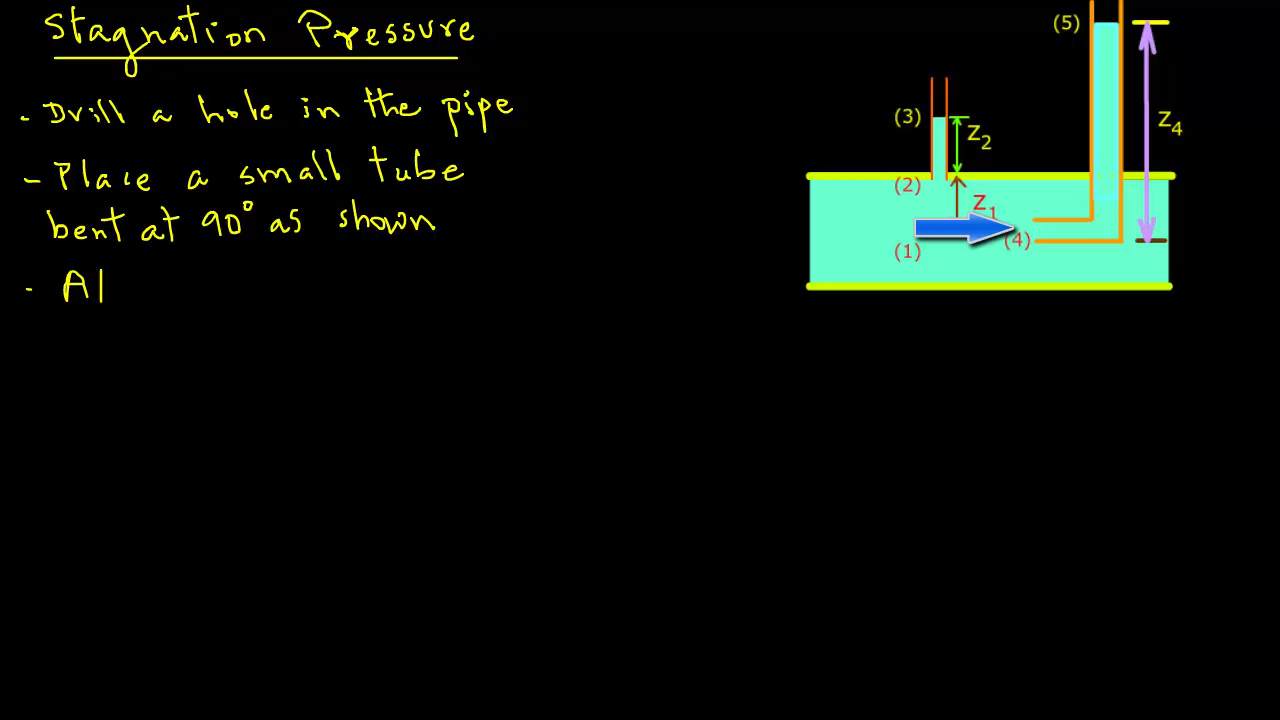 Stagnation Pressure
. Drill a hole in the pipe
- Place a small tube
bent at 90° as shown
. Al
(5)
(3)
z2
z4
(2)
z1
(4)
(1)